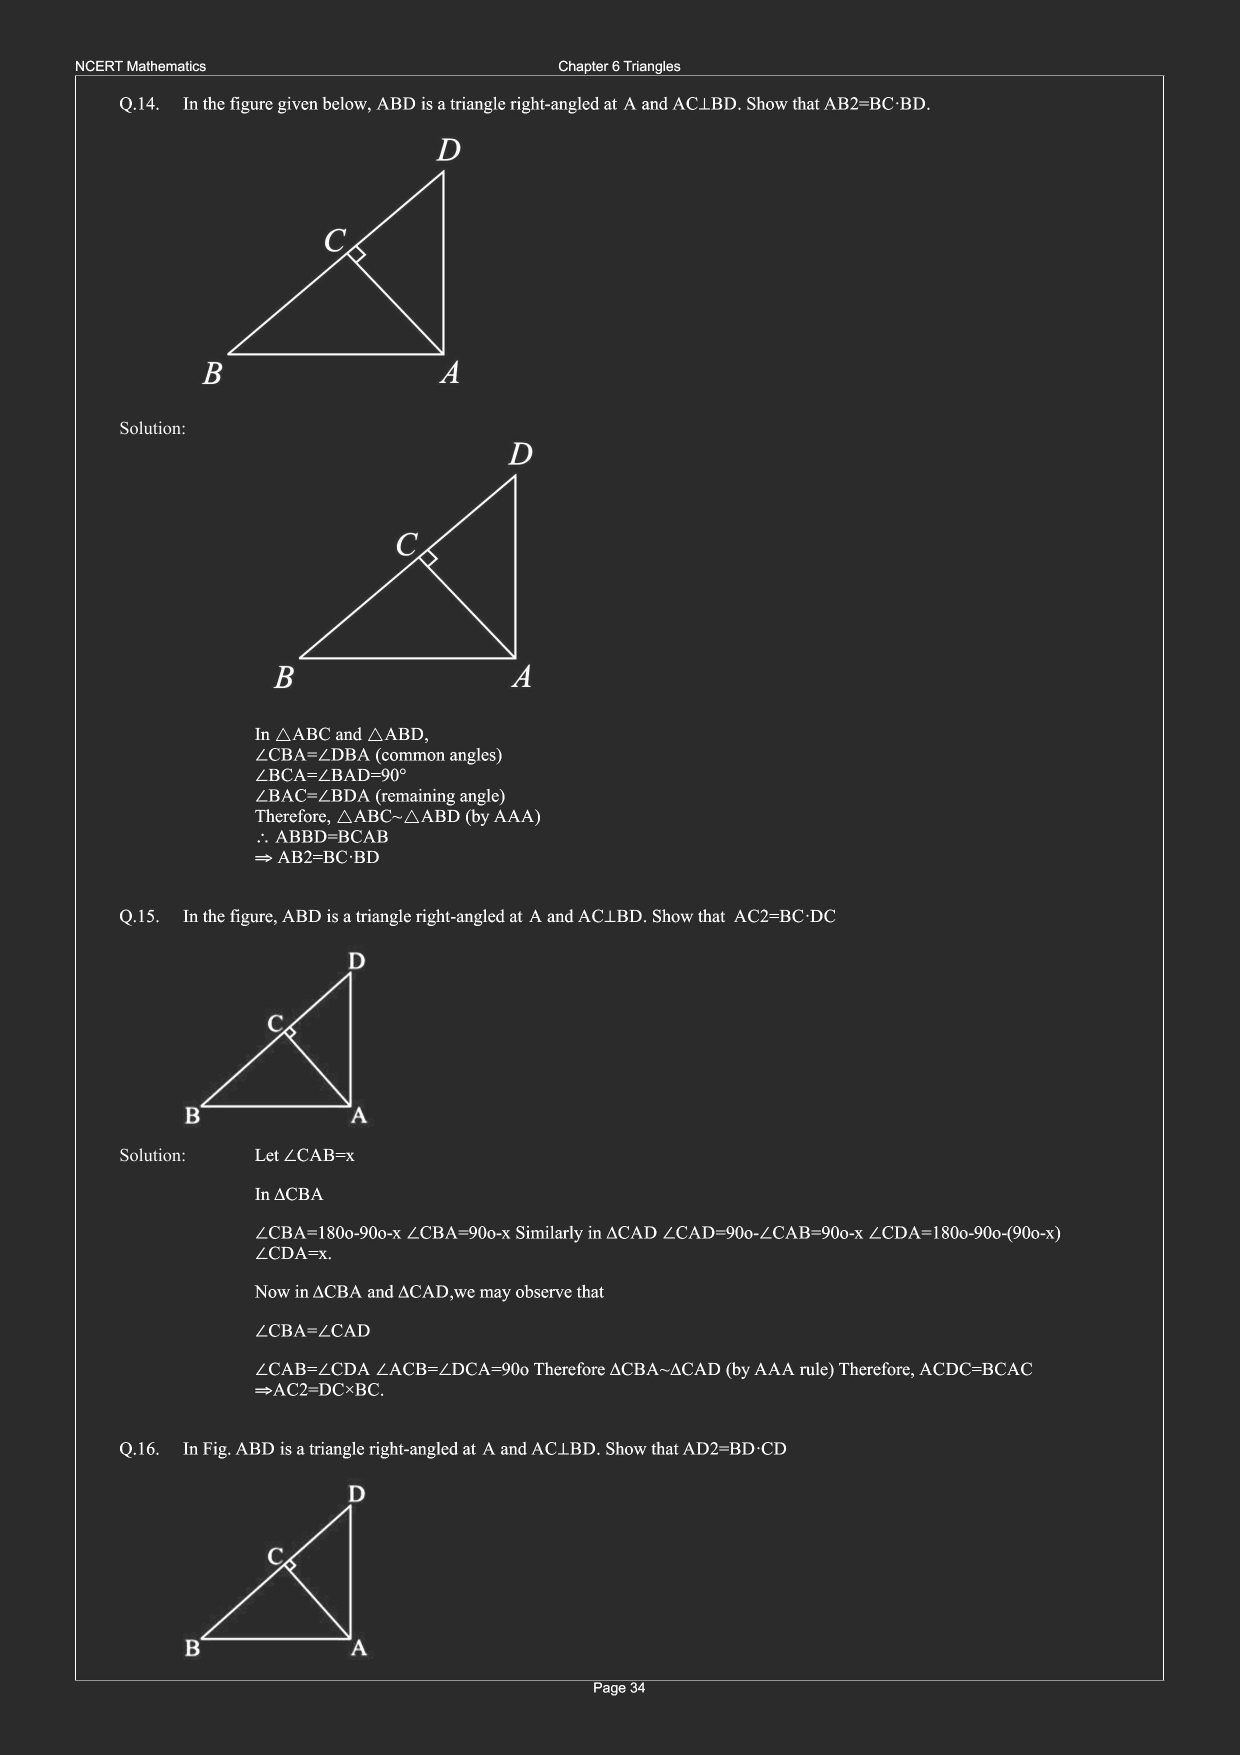 NCERT Mathematics
Chapter 6 Triangles
Q.14. In the figure given below, ABD is a triangle right-angled at A and AC⊥BD. Show that AB2=BC·BD.
D
C
B
A
Solution:
D
C
B
A
In △ABC and △ABD,
∠CBA=∠DBA (common angles)
∠BCA=∠BAD=90°
∠BAC=∠BDA (remaining angle)
Therefore, △ABC~△ABD (by AAA)
∴ ABBD=BCAB
⇒ AB2=BC·BD
Q.15. In the figure, ABD is a triangle right-angled at A and AC⊥BD. Show that AC2=BC·DC
D
C
B
A
Solution: Let ∠CAB=x
In ΔCBA
∠CBA=180o-90o-x ∠CBA=90o-x Similarly in ΔCAD ∠CAD=90o-∠CAB=90o-x ∠CDA=180o-90o-(90o-x)
∠CDA=x.
Now in ΔCBA and ΔCAD,we may observe that
∠CBA=∠CAD
∠CAB=∠CDA ∠ACB=∠DCA=90o Therefore ΔCBA~ΔCAD (by AAA rule) Therefore, ACDC=BCAC
⇒AC2=DC×BC.
Q.16. In Fig. ABD is a triangle right-angled at A and AC⊥BD. Show that AD2=BD·CD
D
C
B
A
Page 34